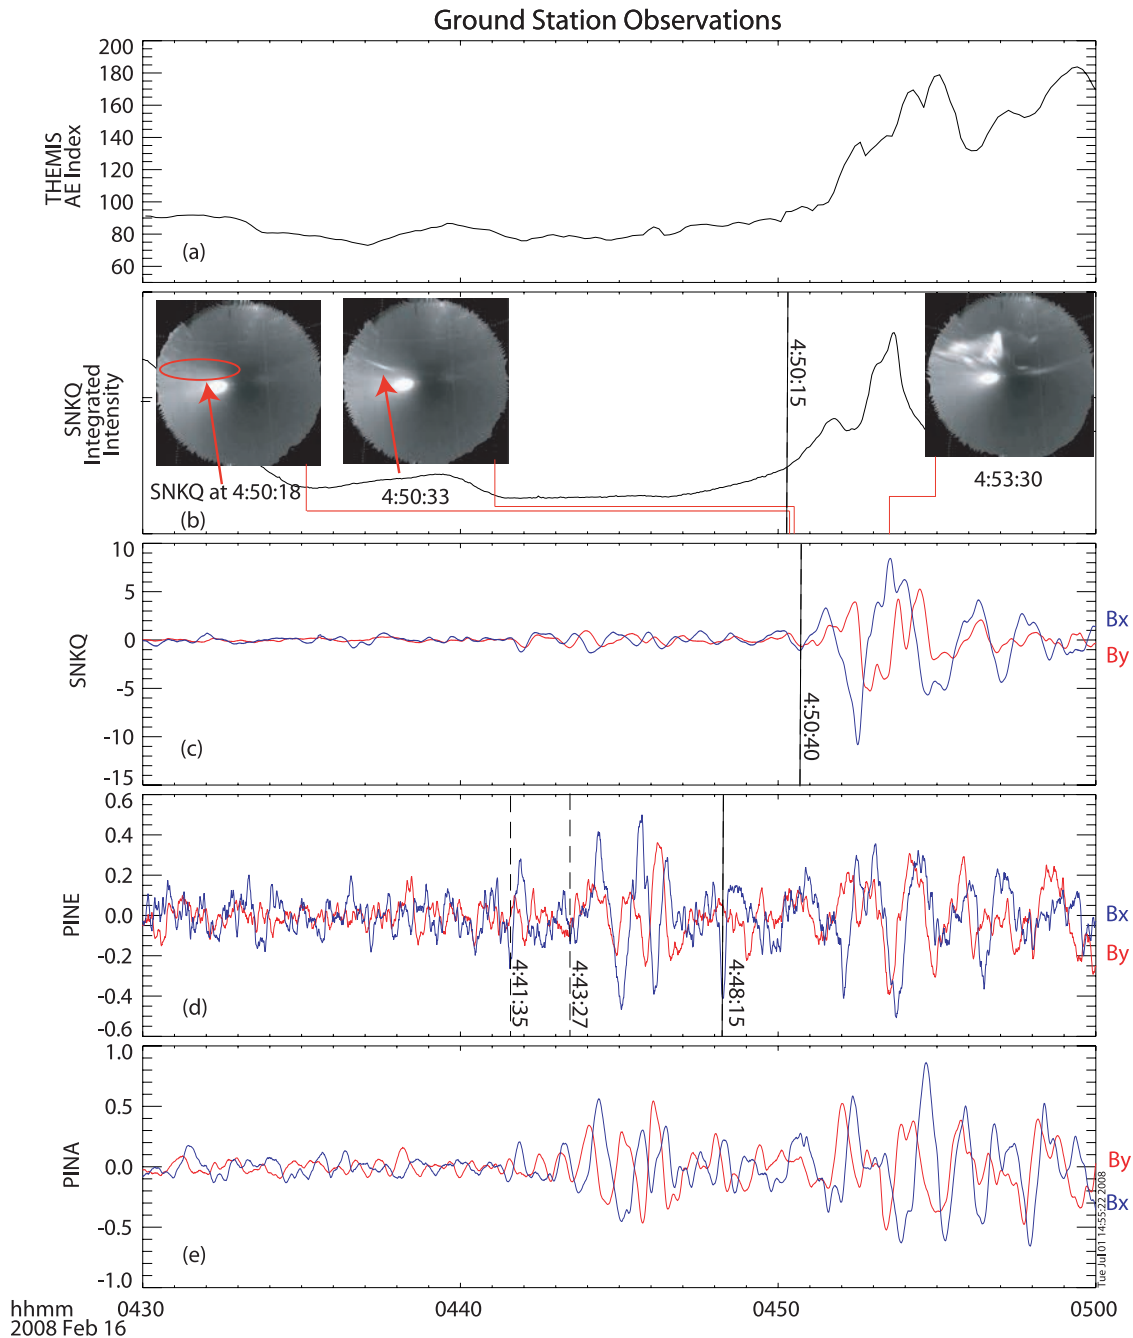 Ground Station Observations
200
180
160
140
120
100
80
60
THEMIS
AE Index
(a)
SNKQ
Integrated
Intensity
4:50:15
SNKQ at 4:50:18
4:50:33
4:53:30
(b)
10
5
0
-5
-10
-15
SNKQ
Bx
By
4:50:40
(c)
0.6
0.4
0.2
0.0
-0.2
-0.4
-0.6
PINE
Bx
By
4:41:35
4:43:27
4:48:15
(d)
1.0
0.5
0.0
-0.5
-1.0
PINA
By
Bx
(e)
Tue Jul 01 14:55:22 2008
hhmm
0430
0440
0450
0500
2008 Feb 16